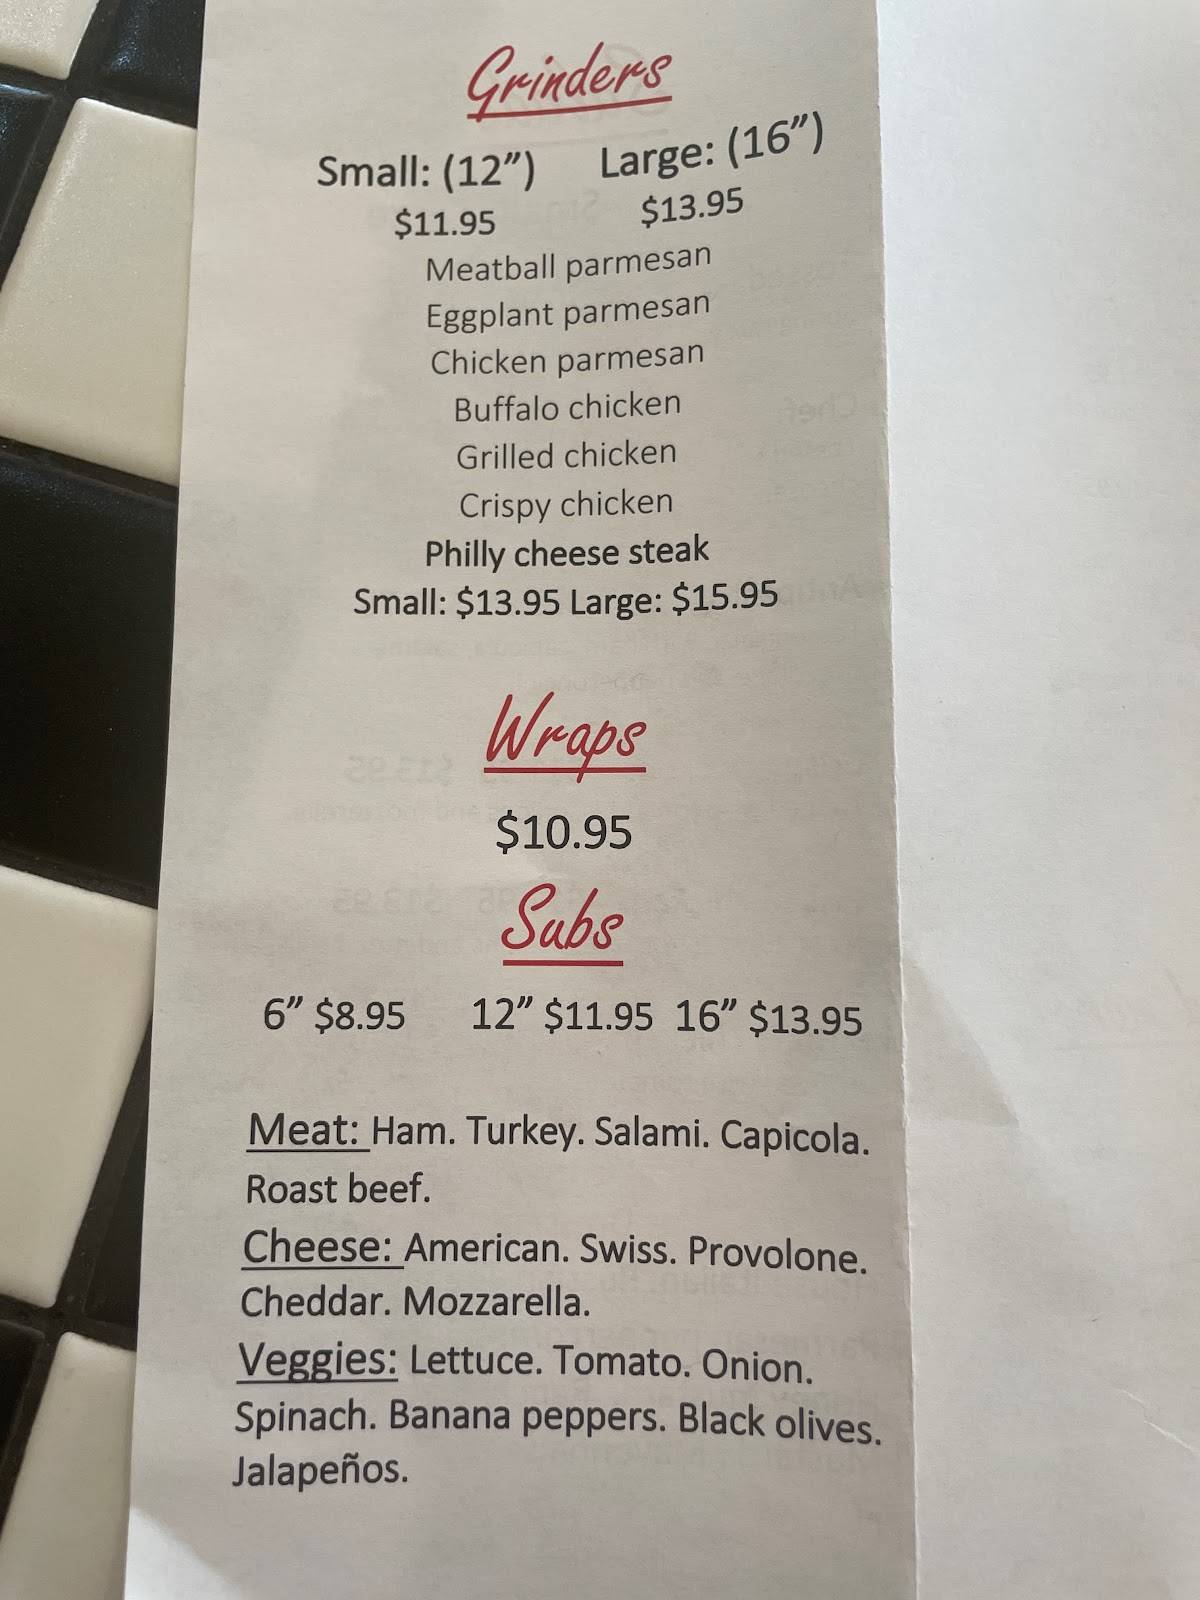 Grinders
Small: (12”) Large: (16”)
$11.95 $13.95
Meatball parmesan
Eggplant parmesan
Chicken parmesan
Buffalo chicken
Grilled chicken
Crispy chicken
Philly cheese steak
Small: $13.95 Large: $15.95
Wraps
$10.95
Subs
6” $8.95 12” $11.95 16” $13.95
Meat: Ham. Turkey. Salami. Capicola.
Roast beef.
Cheese: American. Swiss. Provolone.
Cheddar. Mozzarella.
Veggies: Lettuce. Tomato. Onion.
Spinach. Banana peppers. Black olives.
Jalapeños.